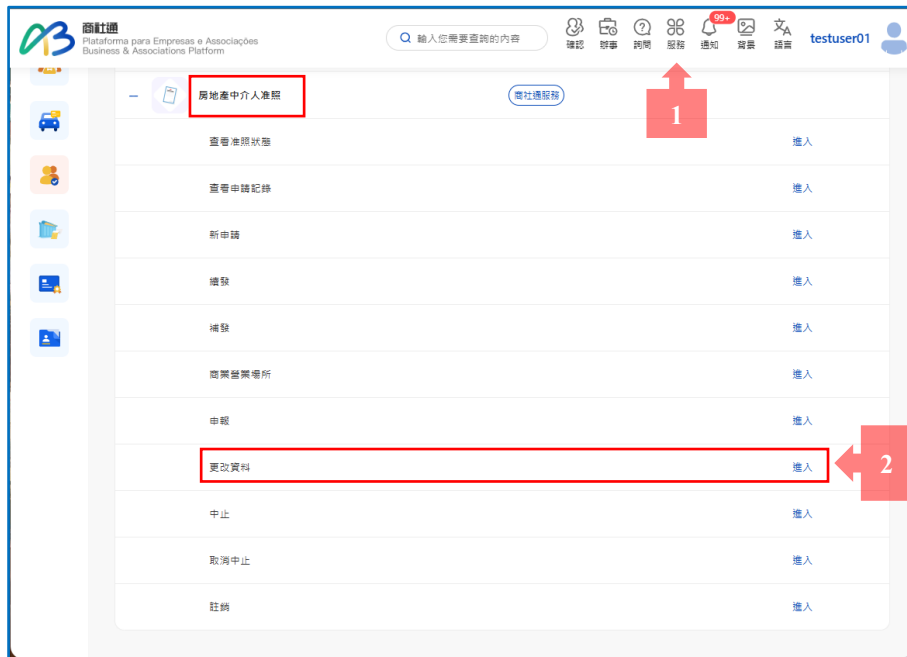 商社通
Plataforma para Empresas e Associações
Business & Associations Platform
輸入您需要查詢的內容
確認 辦事 詢問 服務 通知 背景 語言
99+
testuser01
1
房地產中介人准照 商社通服務
查看准照狀態 進入
查看申請記錄 進入
新申請 進入
續發 進入
補發 進入
商業營業場所 進入
申報 進入
更改資料 進入
2
中止 進入
取消中止 進入
註銷 進入